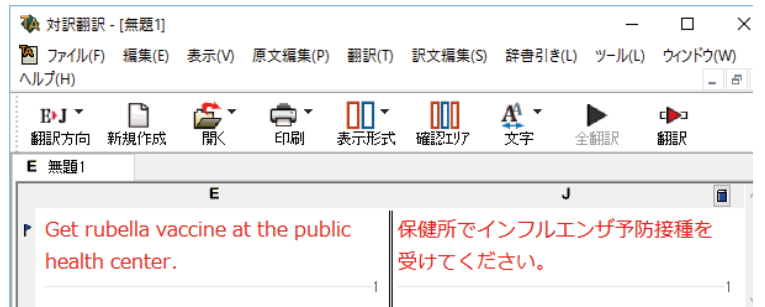 対訳翻訳 - [無題1]
ファイル(F) 編集(E) 表示(V) 原文編集(P) 翻訳(T) 訳文編集(S) 辞書引き(L) ツール(L) ウィンドウ(W)
ヘルプ(H)
E›J
翻訳方向 新規作成 開く 印刷 表示形式 確認エリア 文字 全翻訳 翻訳
E 無題1
E J
Get rubella vaccine at the public 保健所でインフルエンザ予防接種を
health center. 受けてください。
1 1